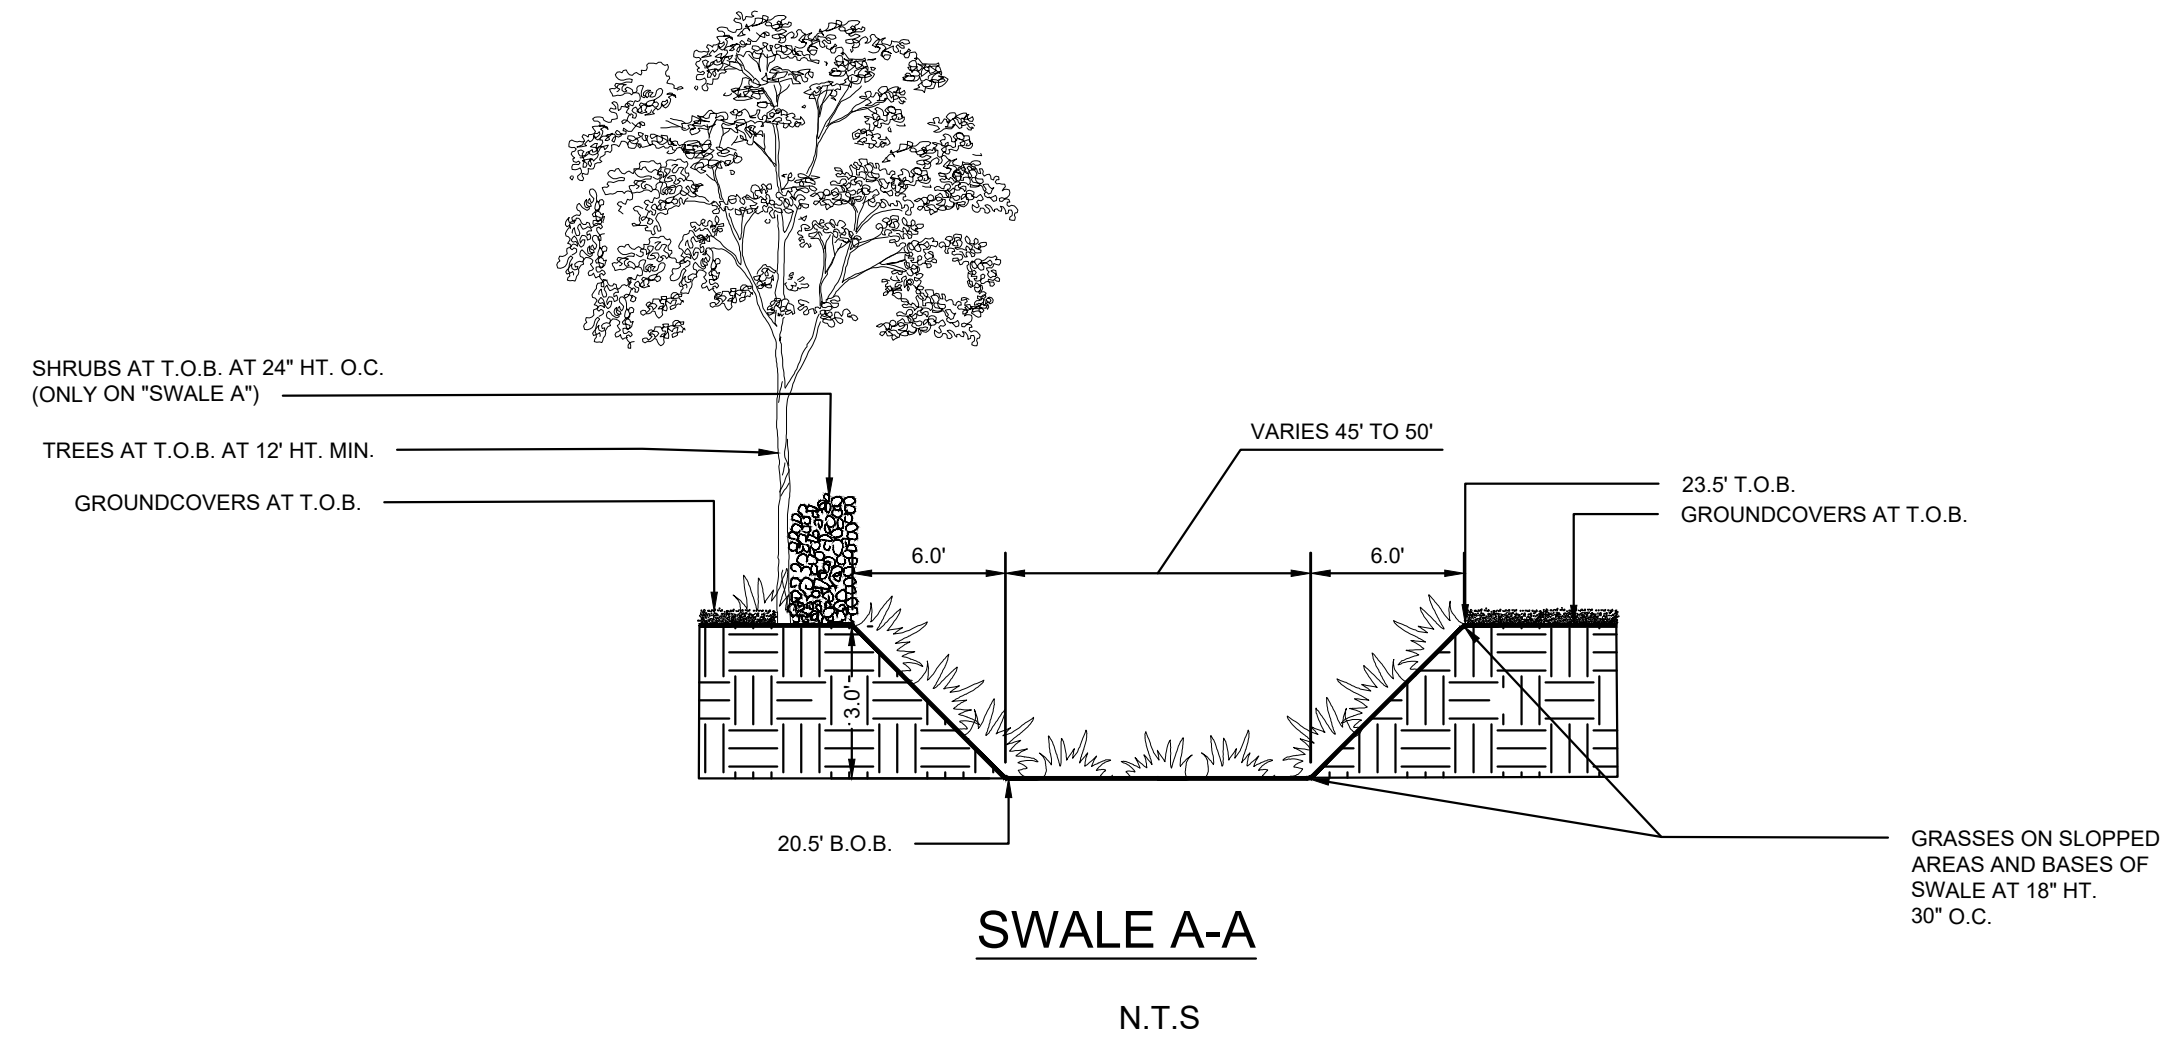 SHRUBS AT T.O.B. AT 24" HT. O.C.
(ONLY ON "SWALE A")
TREES AT T.O.B. AT 12' HT. MIN.
GROUNDCOVERS AT T.O.B.
VARIES 45' TO 50'
23.5' T.O.B.
GROUNDCOVERS AT T.O.B.
6.0'
6.0'
3.0'
20.5' B.O.B.
GRASSES ON SLOPPED
AREAS AND BASES OF
SWALE AT 18" HT.
30" O.C.
SWALE A-A
N.T.S